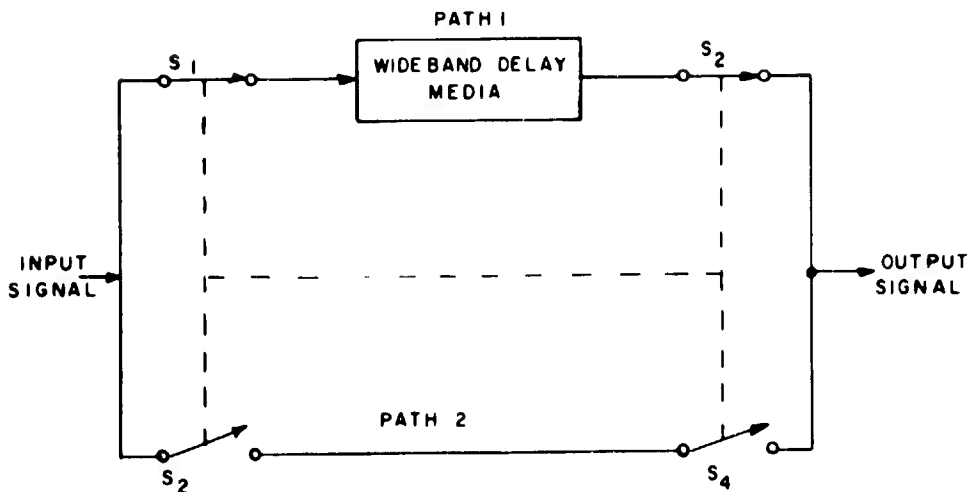 PATH 1
S1
WIDEBAND DELAY
MEDIA
S2
INPUT
SIGNAL
OUTPUT
SIGNAL
PATH 2
S2
S4